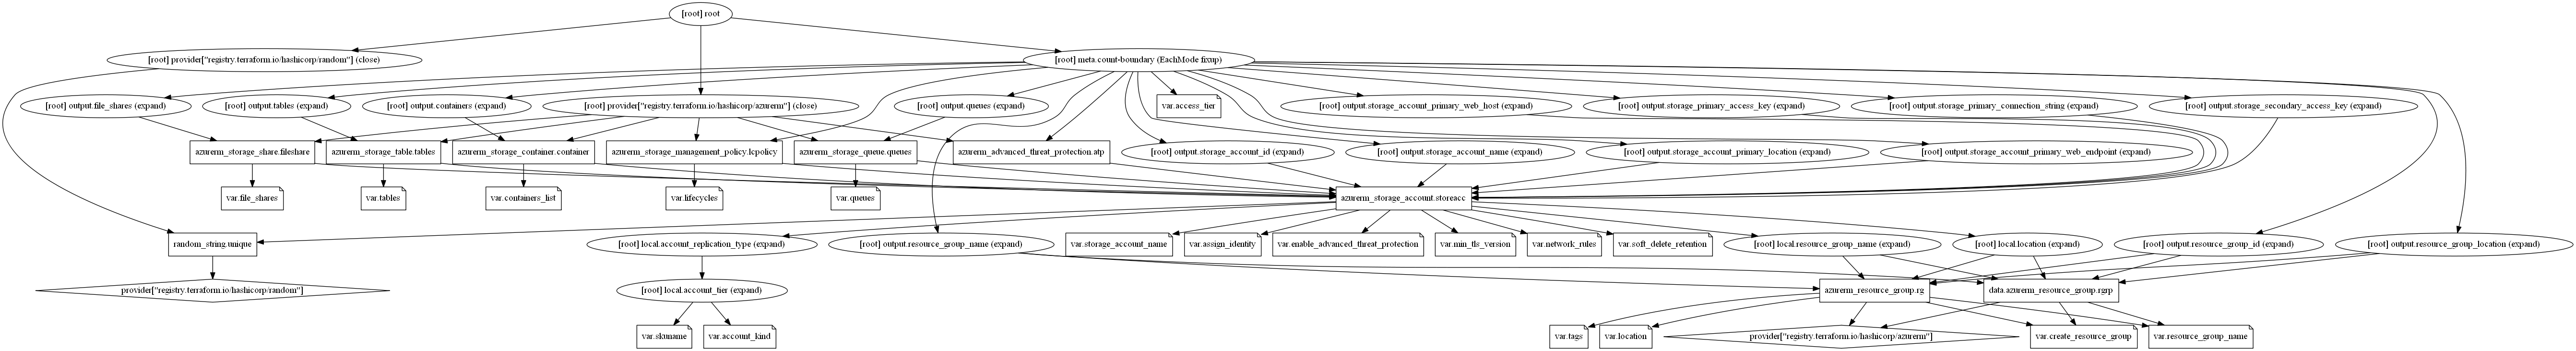 [root] root
[root] provider["registry.terraform.io/hashicorp/random"] (close)
[root] meta.count-boundary (EachMode fixup)
[root] output.file_shares (expand)
[root] output.tables (expand)
[root] output.containers (expand)
[root] provider["registry.terraform.io/hashicorp/azurerm"] (close)
[root] output.queues (expand)
var.access_tier
[root] output.storage_account_primary_web_host (expand)
[root] output.storage_primary_access_key (expand)
[root] output.storage_primary_connection_string (expand)
[root] output.storage_secondary_access_key (expand)
azurerm_storage_share.fileshare
azurerm_storage_table.tables
azurerm_storage_container.container
azurerm_storage_management_policy.lcpolicy
azurerm_storage_queue.queues
azurerm_advanced_threat_protection.atp
[root] output.storage_account_id (expand)
[root] output.storage_account_name (expand)
[root] output.storage_account_primary_location (expand)
[root] output.storage_account_primary_web_endpoint (expand)
var.file_shares
var.tables
var.containers_list
var.lifecycles
var.queues
azurerm_storage_account.storeacc
random_string.unique
[root] local.account_replication_type (expand)
[root] output.resource_group_name (expand)
var.storage_account_name
var.assign_identity
var.enable_advanced_threat_protection
var.min_tls_version
var.network_rules
var.soft_delete_retention
[root] local.resource_group_name (expand)
[root] local.location (expand)
[root] output.resource_group_id (expand)
[root] output.resource_group_location (expand)
provider["registry.terraform.io/hashicorp/random"]
[root] local.account_tier (expand)
azurerm_resource_group.rg
data.azurerm_resource_group.rgrp
var.skuname
var.account_kind
var.tags
var.location
provider["registry.terraform.io/hashicorp/azurerm"]
var.create_resource_group
var.resource_group_name